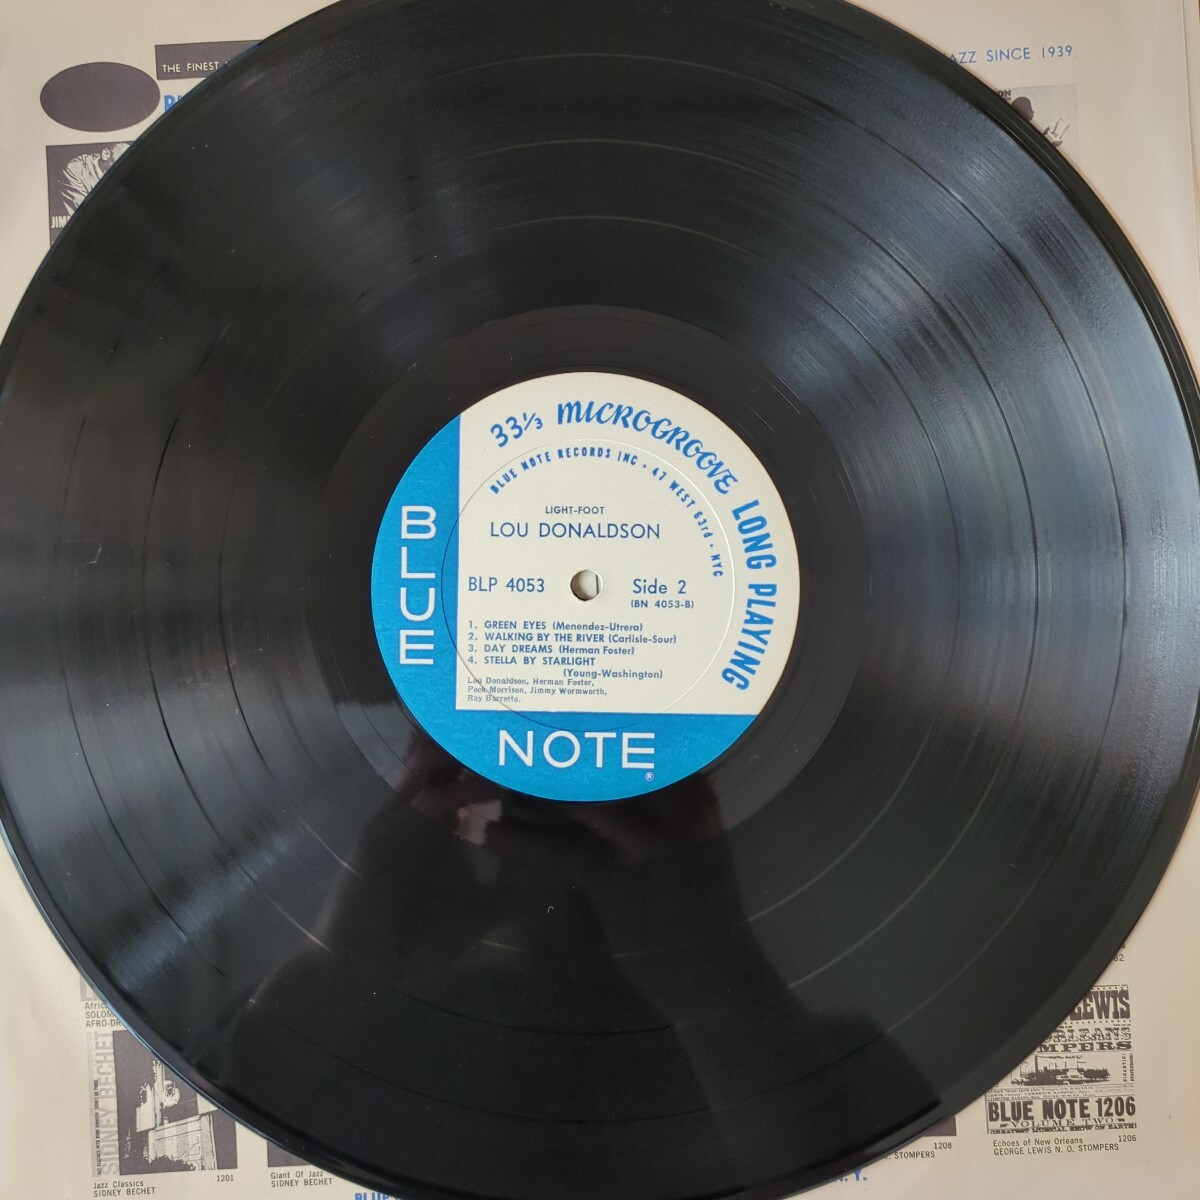 THE FINEST
JAZZ SINCE 1939
33⅓ MICROGROOVE LONG PLAYING
BLUE NOTE RECORDS INC · 47 WEST 63rd · NYC
LIGHT-FOOT
LOU DONALDSON
BLP 4053 Side 2
(BN 4053-B)
1. GREEN EYES (Menendez-Utrera)
2. WALKING BY THE RIVER (Carlisle-Sour)
3. DAY DREAMS (Herman Foster)
4. STELLA BY STARLIGHT
(Young-Washington)
Lou Donaldson, Herman Foster,
Peck Morrison, Jimmy Wormworth,
Ray Barretto.
BLUE
NOTE
®
SIDNEY BECHET
Jazz Classics 1201
SIDNEY BECHET
Giant Of Jazz
SIDNEY BECHET
1208
STOMPERS
LEWIS
BLUE NOTE 1206
VOLUME TWO
Echoes of New Orleans 1206
GEORGE LEWIS N. O. STOMPERS